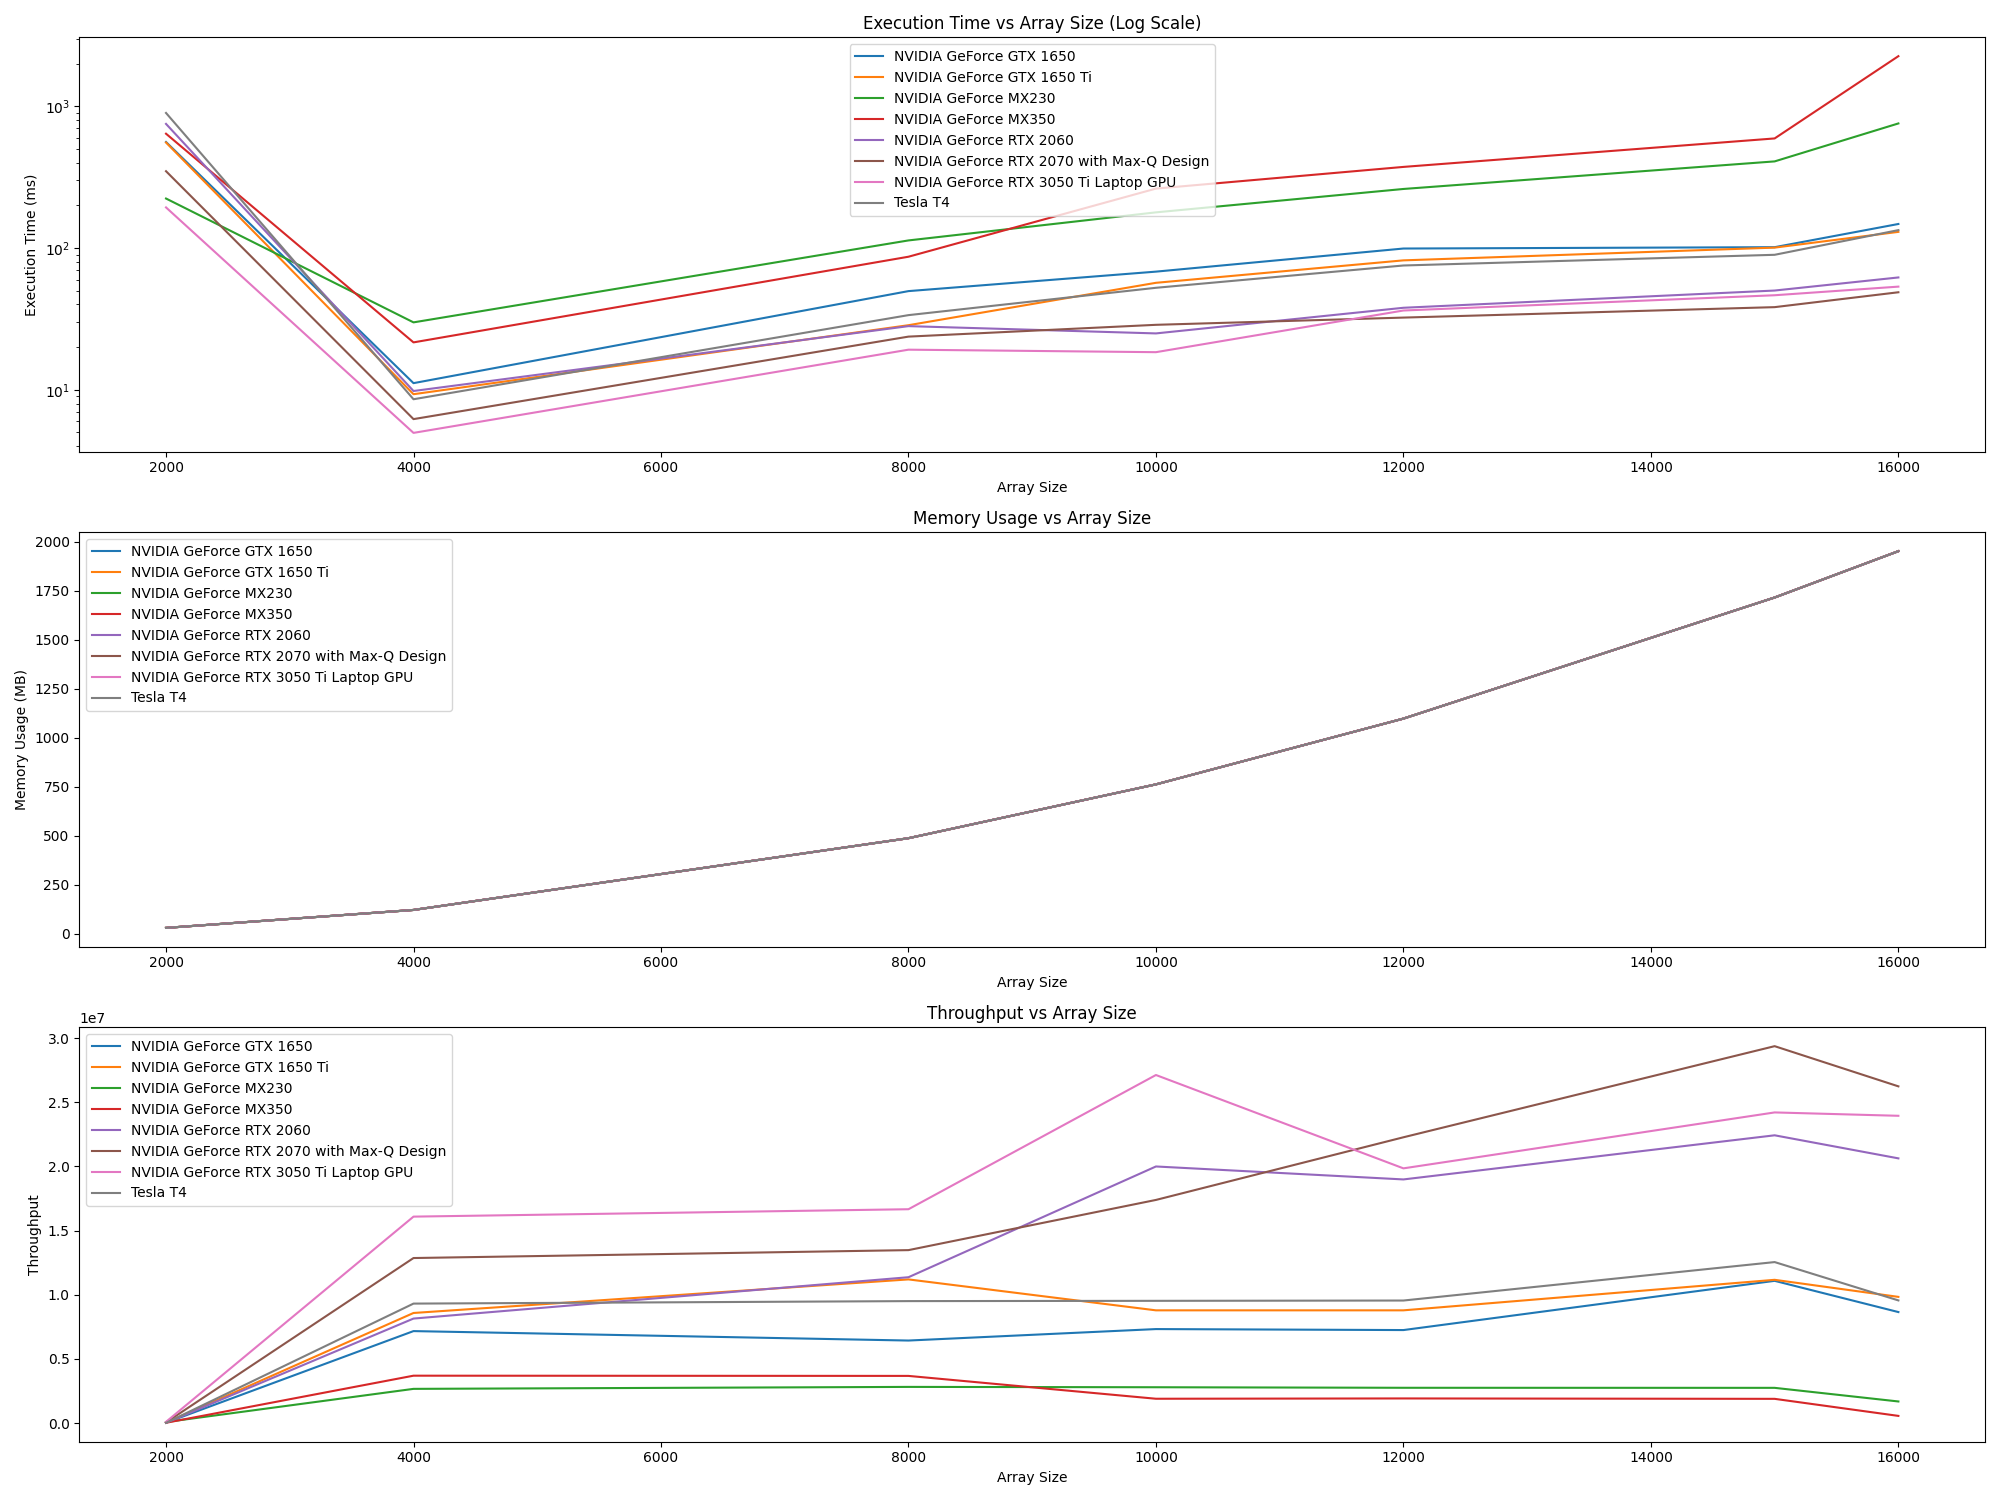 Execution Time vs Array Size (Log Scale)
NVIDIA GeForce GTX 1650
NVIDIA GeForce GTX 1650 Ti
NVIDIA GeForce MX230
NVIDIA GeForce MX350
NVIDIA GeForce RTX 2060
NVIDIA GeForce RTX 2070 with Max-Q Design
NVIDIA GeForce RTX 3050 Ti Laptop GPU
Tesla T4
Execution Time (ms)
10³
10²
10¹
2000 4000 6000 8000 10000 12000 14000 16000
Array Size
Memory Usage vs Array Size
NVIDIA GeForce GTX 1650
NVIDIA GeForce GTX 1650 Ti
NVIDIA GeForce MX230
NVIDIA GeForce MX350
NVIDIA GeForce RTX 2060
NVIDIA GeForce RTX 2070 with Max-Q Design
NVIDIA GeForce RTX 3050 Ti Laptop GPU
Tesla T4
Memory Usage (MB)
2000
1750
1500
1250
1000
750
500
250
0
2000 4000 6000 8000 10000 12000 14000 16000
Array Size
Throughput vs Array Size
1e7
NVIDIA GeForce GTX 1650
NVIDIA GeForce GTX 1650 Ti
NVIDIA GeForce MX230
NVIDIA GeForce MX350
NVIDIA GeForce RTX 2060
NVIDIA GeForce RTX 2070 with Max-Q Design
NVIDIA GeForce RTX 3050 Ti Laptop GPU
Tesla T4
Throughput
3.0
2.5
2.0
1.5
1.0
0.5
0.0
2000 4000 6000 8000 10000 12000 14000 16000
Array Size